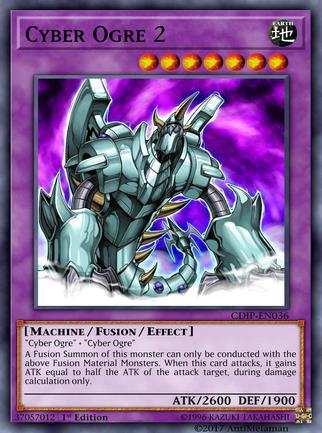 Cyber Ogre 2
EARTH
地
CDIP-EN036
[Machine / Fusion / Effect]
"Cyber Ogre" + "Cyber Ogre"
A Fusion Summon of this monster can only be conducted with the
above Fusion Material Monsters. When this card attacks, it gains
ATK equal to half the ATK of the attack target, during damage
calculation only.
ATK/2600 DEF/1900
37057012 1st Edition ©1996 KAZUKI TAKAHASHI
©2017 AntiMetaman